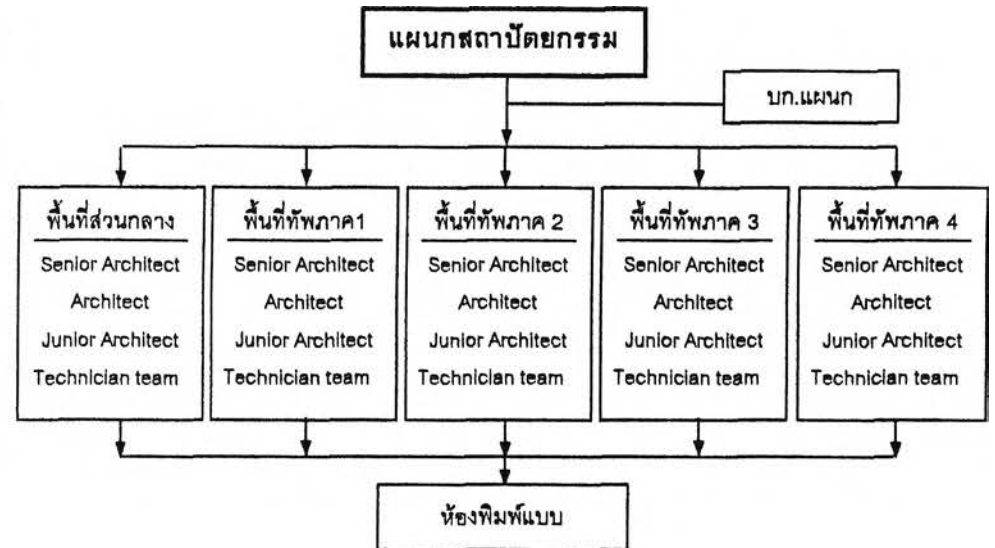 แผนกสถาปัตยกรรม
บก.แผนก
พื้นที่ส่วนกลาง
Senior Architect
Architect
Junior Architect
Technician team
พื้นที่ทัพภาค1
Senior Architect
Architect
Junior Architect
Technician team
พื้นที่ทัพภาค 2
Senior Architect
Architect
Junior Architect
Technician team
พื้นที่ทัพภาค 3
Senior Architect
Architect
Junior Architect
Technician team
พื้นที่ทัพภาค 4
Senior Architect
Architect
Junior Architect
Technician team
ห้องพิมพ์แบบ